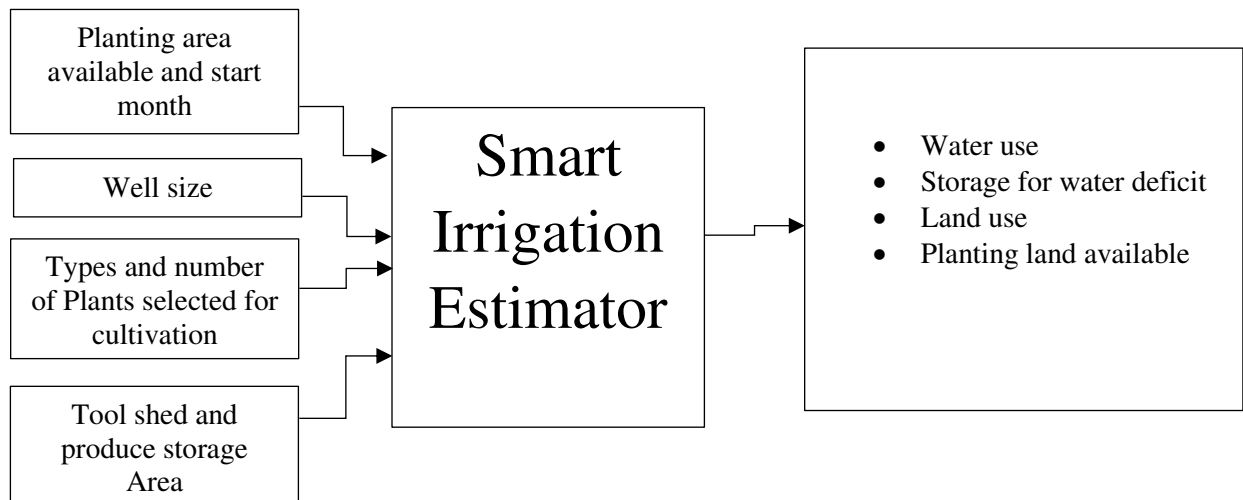 Planting area
available and start
month
Well size
Types and number
of Plants selected for
cultivation
Tool shed and
produce storage
Area
Smart
Irrigation
Estimator
• Water use
• Storage for water deficit
• Land use
• Planting land available